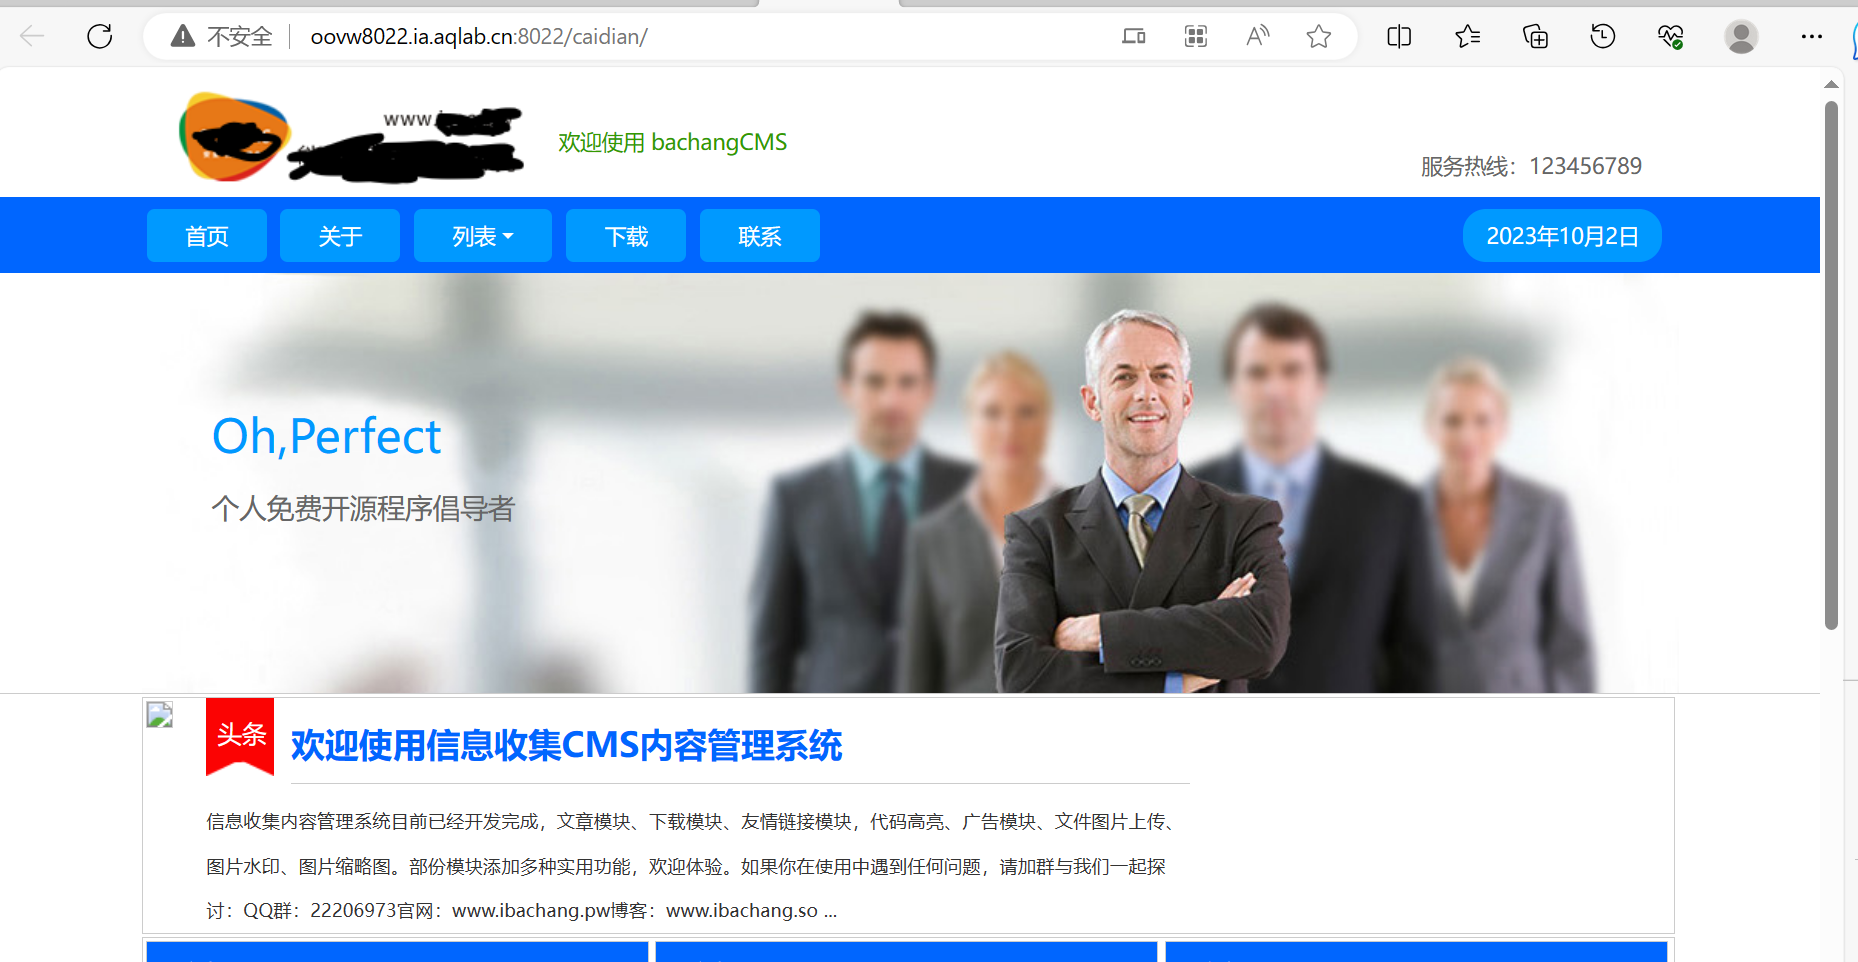 不安全 oovw8022.ia.aqlab.cn:8022/caidian/
www.
欢迎使用 bachangCMS
服务热线：123456789
首页 关于 列表 下载 联系 2023年10月2日
Oh,Perfect
个人免费开源程序倡导者
头条 欢迎使用信息收集CMS内容管理系统
信息收集内容管理系统目前已经开发完成，文章模块、下载模块、友情链接模块，代码高亮、广告模块、文件图片上传、
图片水印、图片缩略图。部份模块添加多种实用功能，欢迎体验。如果你在使用中遇到任何问题，请加群与我们一起探
讨：QQ群：22206973官网：www.ibachang.pw博客：www.ibachang.so ...